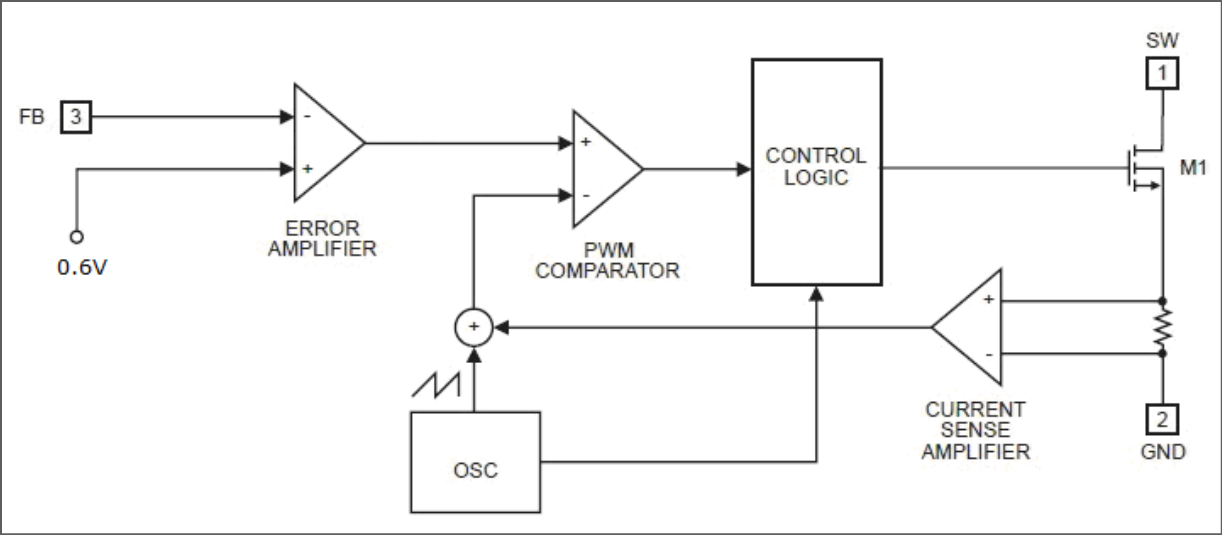 SW
1
FB
3
-
+
ERROR
AMPLIFIER
0.6V
+
-
PWM
COMPARATOR
CONTROL
LOGIC
M1
+
OSC
+
-
CURRENT
SENSE
AMPLIFIER
2
GND